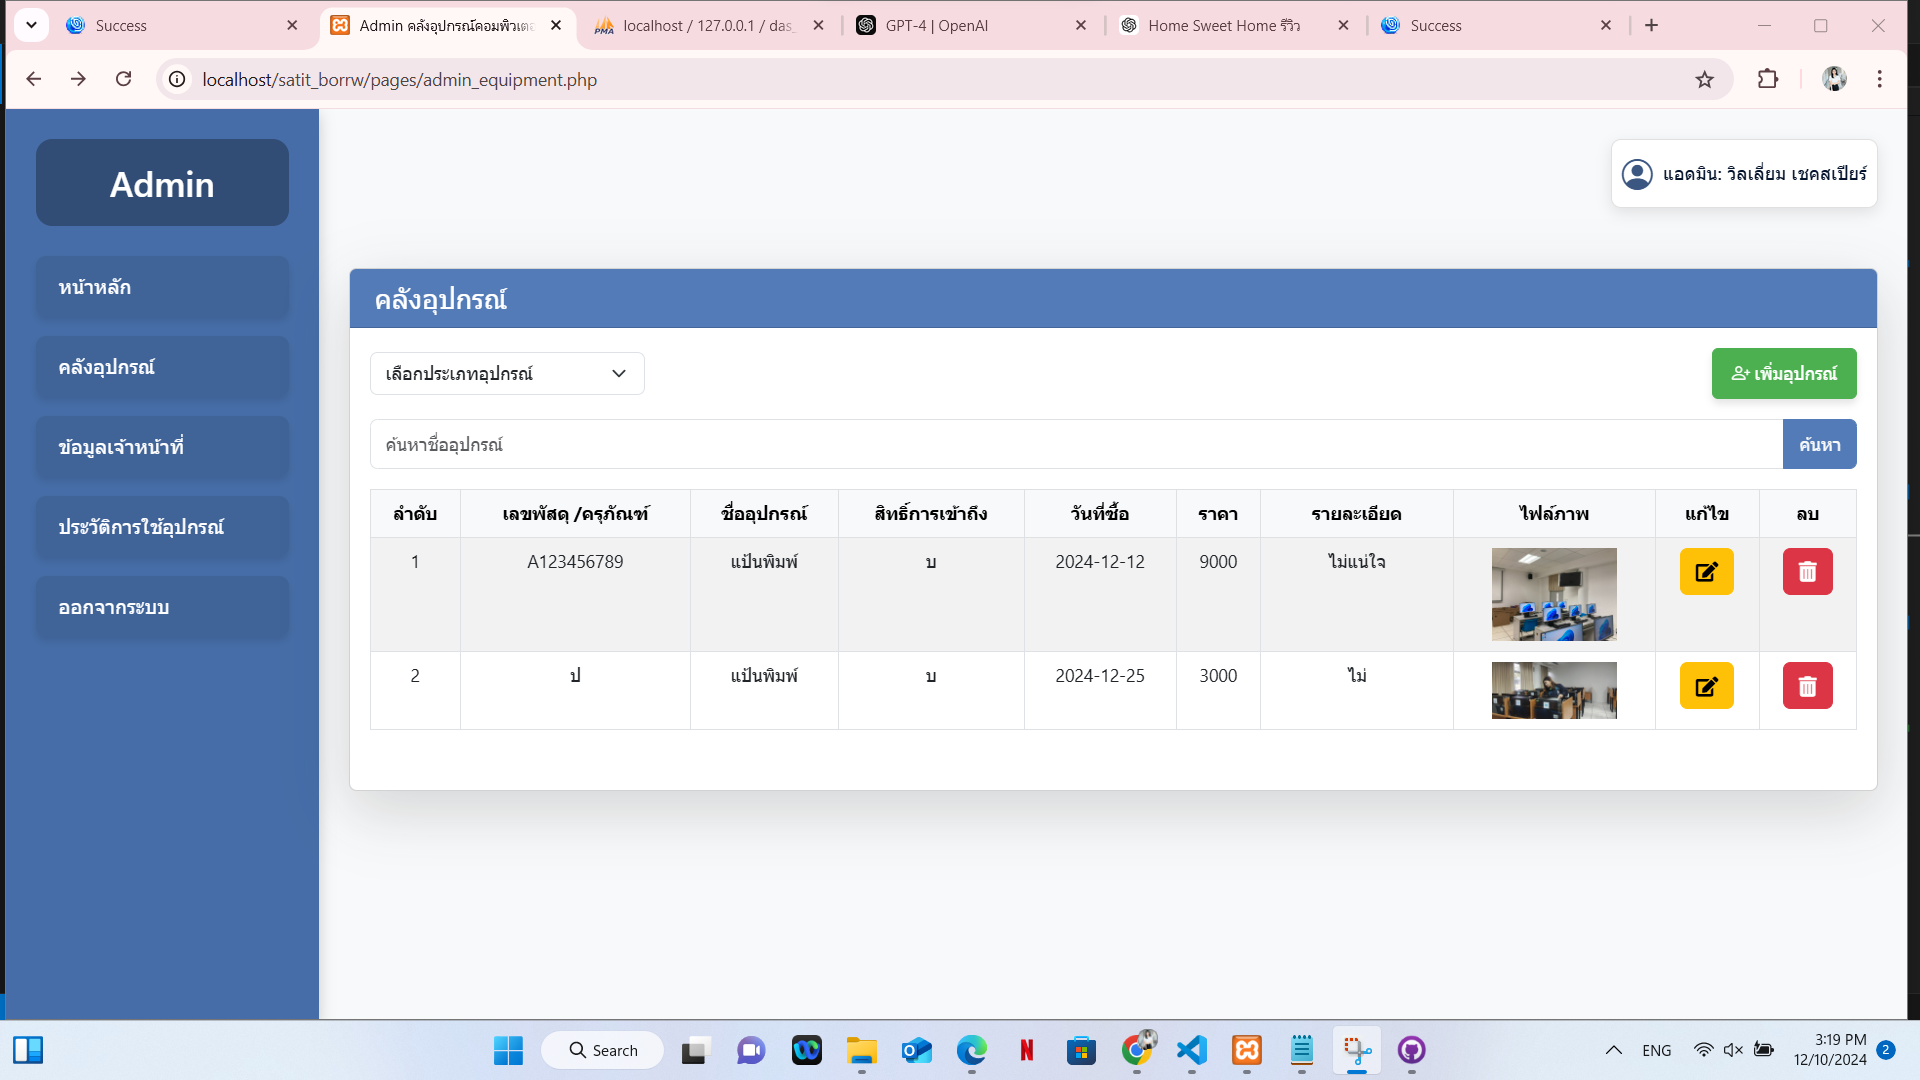 Success
Admin คลังอุปกรณ์คอมพิวเตอ
localhost / 127.0.0.1 / das_
GPT-4 | OpenAI
Home Sweet Home รีวิว
Success
localhost/satit_borrw/pages/admin_equipment.php
Admin
แอดมิน: วิลเลี่ยม เชคสเปียร์
หน้าหลัก
คลังอุปกรณ์
ข้อมูลเจ้าหน้าที่
ประวัติการใช้อุปกรณ์
ออกจากระบบ
คลังอุปกรณ์
เลือกประเภทอุปกรณ์
เพิ่มอุปกรณ์
ค้นหาชื่ออุปกรณ์
ค้นหา
ลำดับ เลขพัสดุ /ครุภัณฑ์ ชื่ออุปกรณ์ สิทธิ์การเข้าถึง วันที่ซื้อ ราคา รายละเอียด ไฟล์ภาพ แก้ไข ลบ
1 A123456789 แป้นพิมพ์ บ 2024-12-12 9000 ไม่แน่ใจ
2 ป แป้นพิมพ์ บ 2024-12-25 3000 ไม่
Search
ENG
3:19 PM
12/10/2024
2